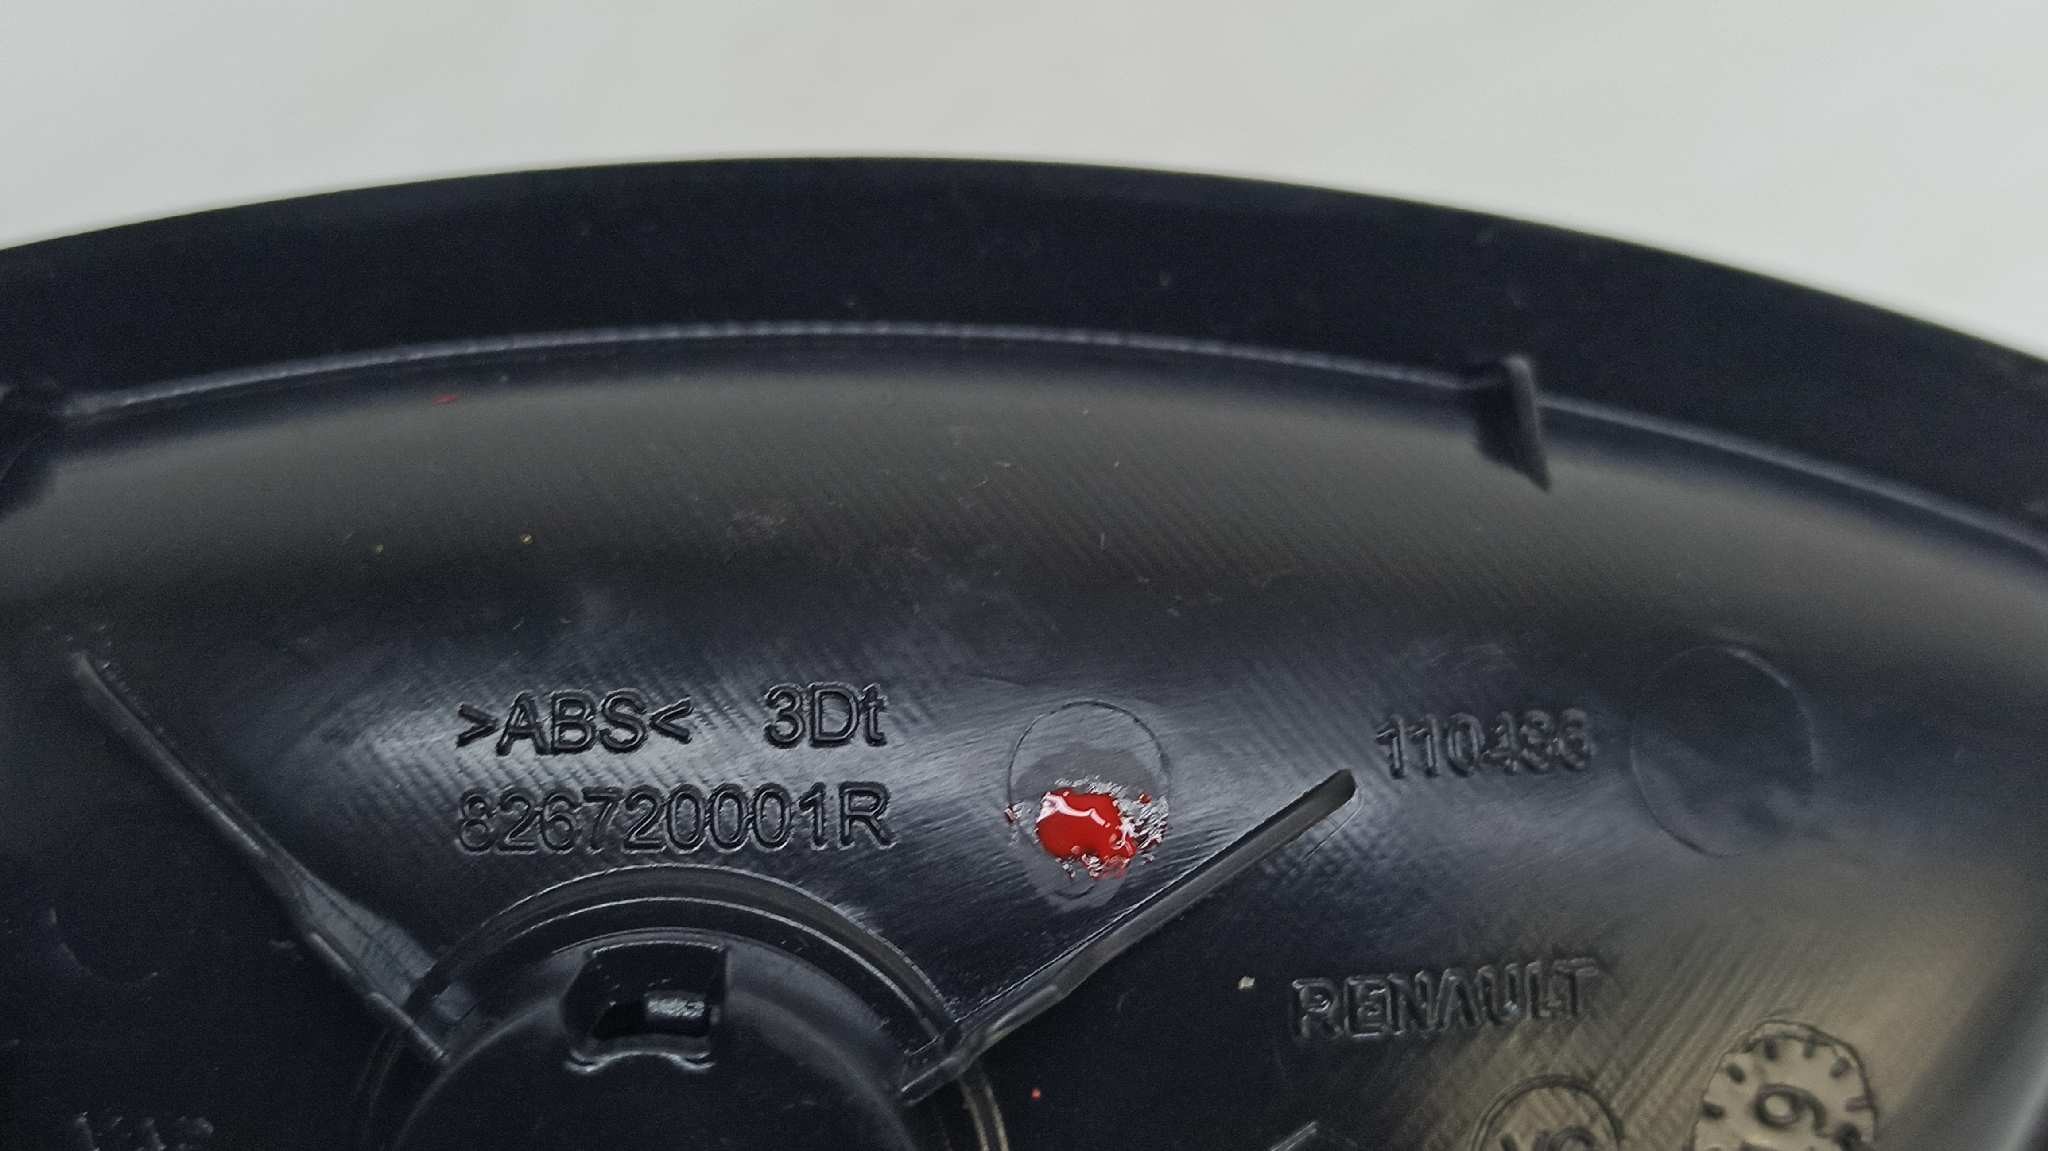 >ABS< 3Dt
826720001R
110436
RENAULT